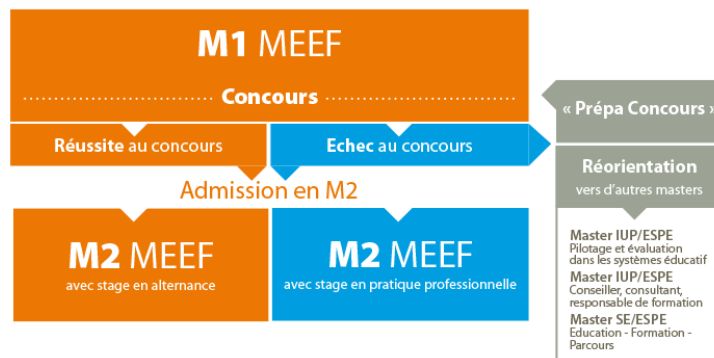 M1 MEEF
Concours
Réussite au concours
Echec au concours
Admission en M2
M2 MEEF
avec stage en alternance
M2 MEEF
avec stage en pratique professionnelle
« Prépa Concours »
Réorientation
vers d'autres masters
Master IUP/ESPE
Pilotage et évaluation
dans les systèmes éducatif
Master IUP/ESPE
Conseiller, consultant,
responsable de formation
Master SE/ESPE
Education - Formation -
Parcours